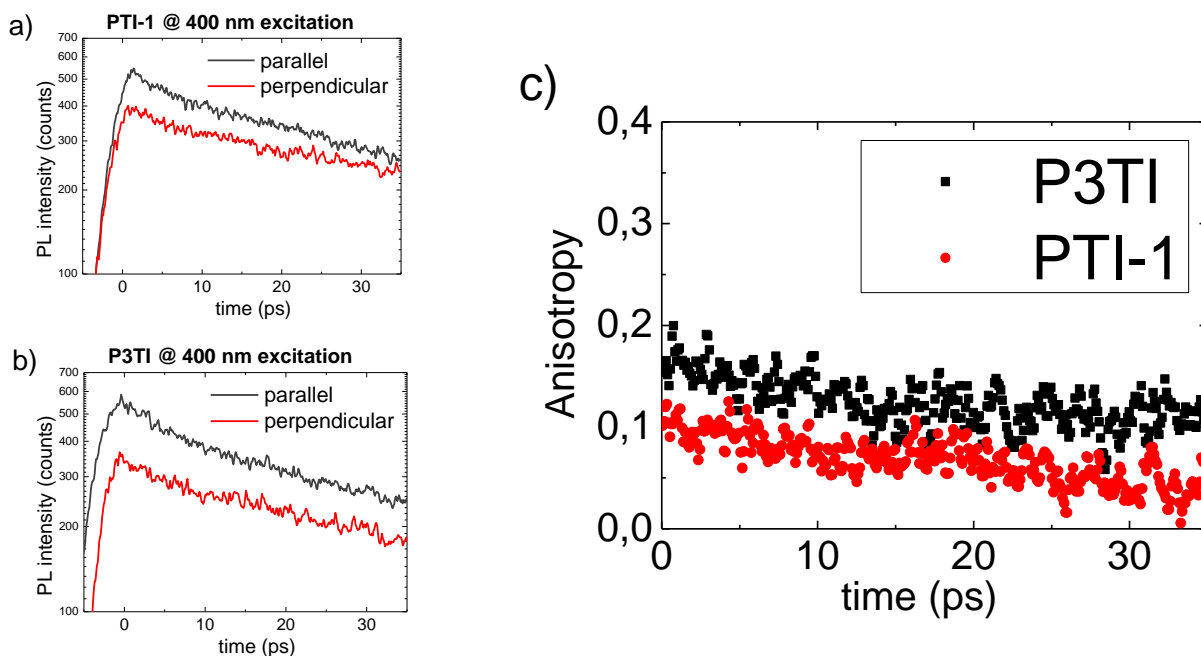 a)
PTI-1 @ 400 nm excitation
700
600
500
400
300
200
100
PL intensity (counts)
parallel
perpendicular
0 10 20 30
time (ps)
b)
P3TI @ 400 nm excitation
700
600
500
400
300
200
100
PL intensity (counts)
parallel
perpendicular
0 10 20 30
time (ps)
c)
0,4
0,3
0,2
0,1
0,0
Anisotropy
P3TI
PTI-1
0 10 20 30
time (ps)